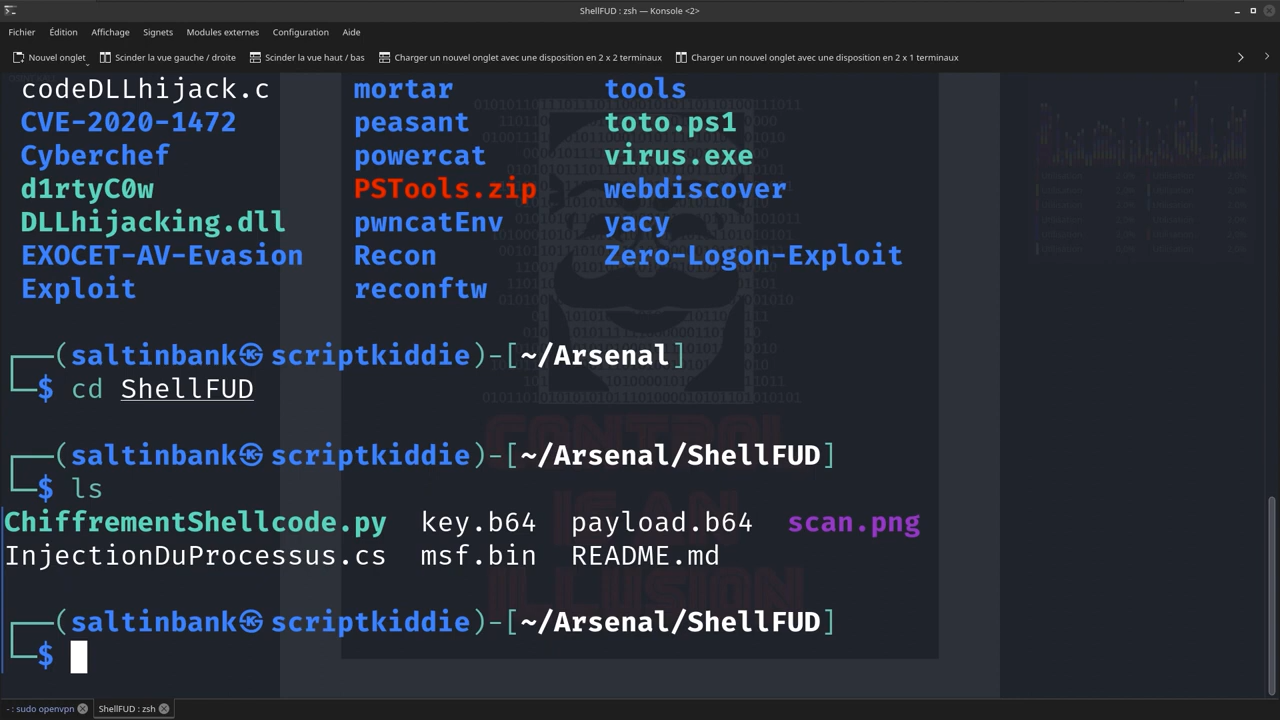 ShellFUD : zsh — Konsole <2>
Fichier Édition Affichage Signets Modules externes Configuration Aide
Nouvel onglet Scinder la vue gauche / droite Scinder la vue haut / bas Charger un nouvel onglet avec une disposition en 2 x 2 terminaux Charger un nouvel onglet avec une disposition en 2 x 1 terminaux
codeDLLhijack.c mortar tools
CVE-2020-1472 peasant toto.ps1
Cyberchef powercat virus.exe
d1rtyC0w PSTools.zip webdiscover
DLLhijacking.dll pwncatEnv yacy
EXOCET-AV-Evasion Recon Zero-Logon-Exploit
Exploit reconftw
┌──(saltinbank㉿scriptkiddie)-[~/Arsenal]
└─$ cd ShellFUD
┌──(saltinbank㉿scriptkiddie)-[~/Arsenal/ShellFUD]
└─$ ls
ChiffrementShellcode.py key.b64 payload.b64 scan.png
InjectionDuProcessus.cs msf.bin README.md
┌──(saltinbank㉿scriptkiddie)-[~/Arsenal/ShellFUD]
└─$
CONTROL
IS AN
ILLUSION
- : sudo openvpn ShellFUD : zsh